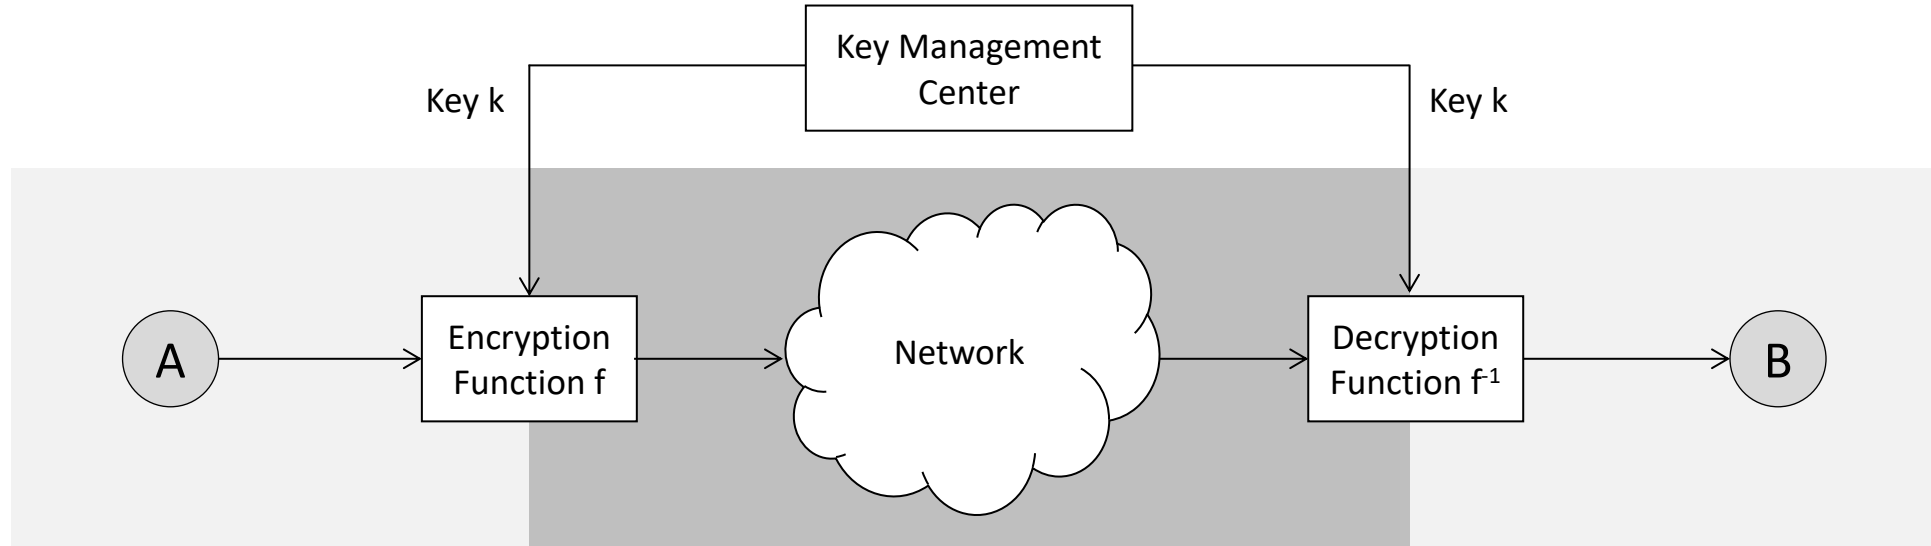 Key Management
Center
Key k
Key k
A
Encryption
Function f
Network
Decryption
Function f⁻¹
B